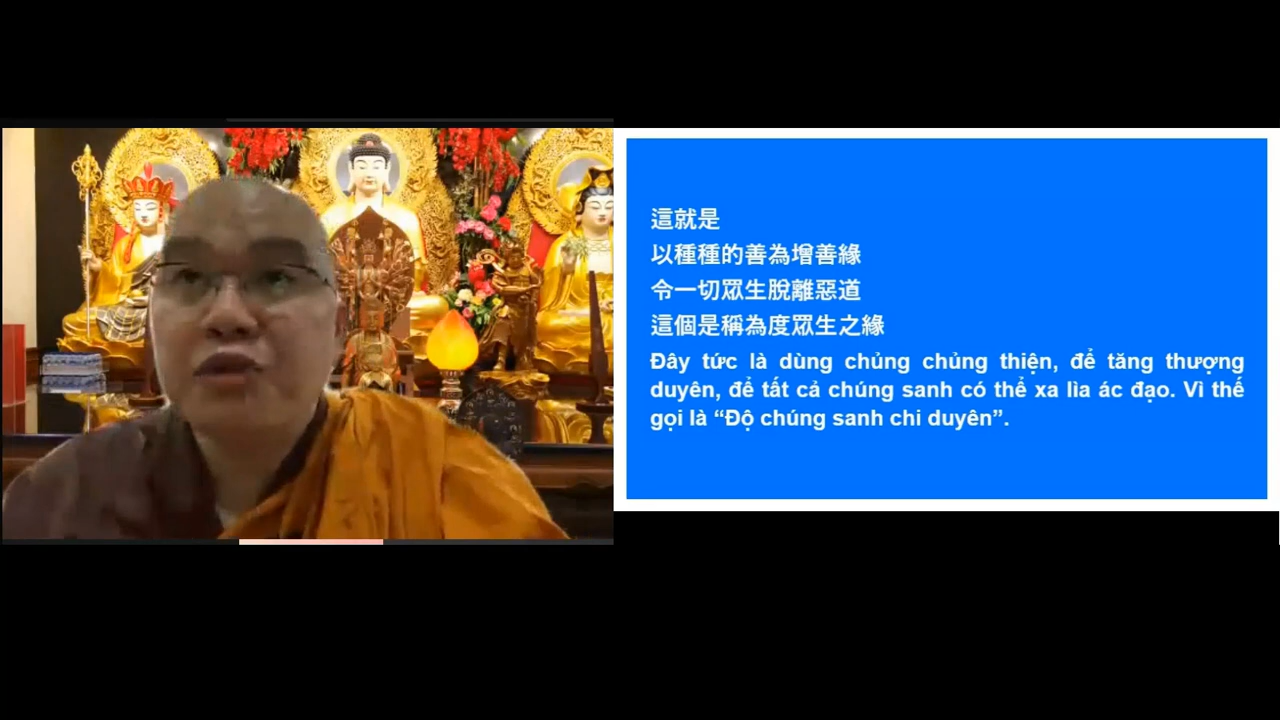 這就是
以種種的善為增善緣
令一切眾生脫離惡道
這個是稱為度眾生之緣
Đây tức là dùng chủng chủng thiện, để tăng thượng
duyên, để tất cả chúng sanh có thể xa lìa ác đạo. Vì thế
gọi là “Độ chúng sanh chi duyên”.